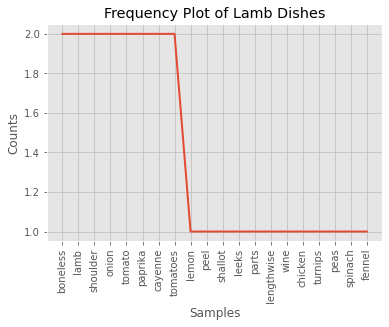 Frequency Plot of Lamb Dishes
2.0
1.8
1.6
1.4
1.2
1.0
Counts
boneless
lamb
shoulder
onion
tomato
paprika
cayenne
tomatoes
lemon
peel
shallot
leeks
parts
lengthwise
wine
chicken
turnips
peas
spinach
fennel
Samples